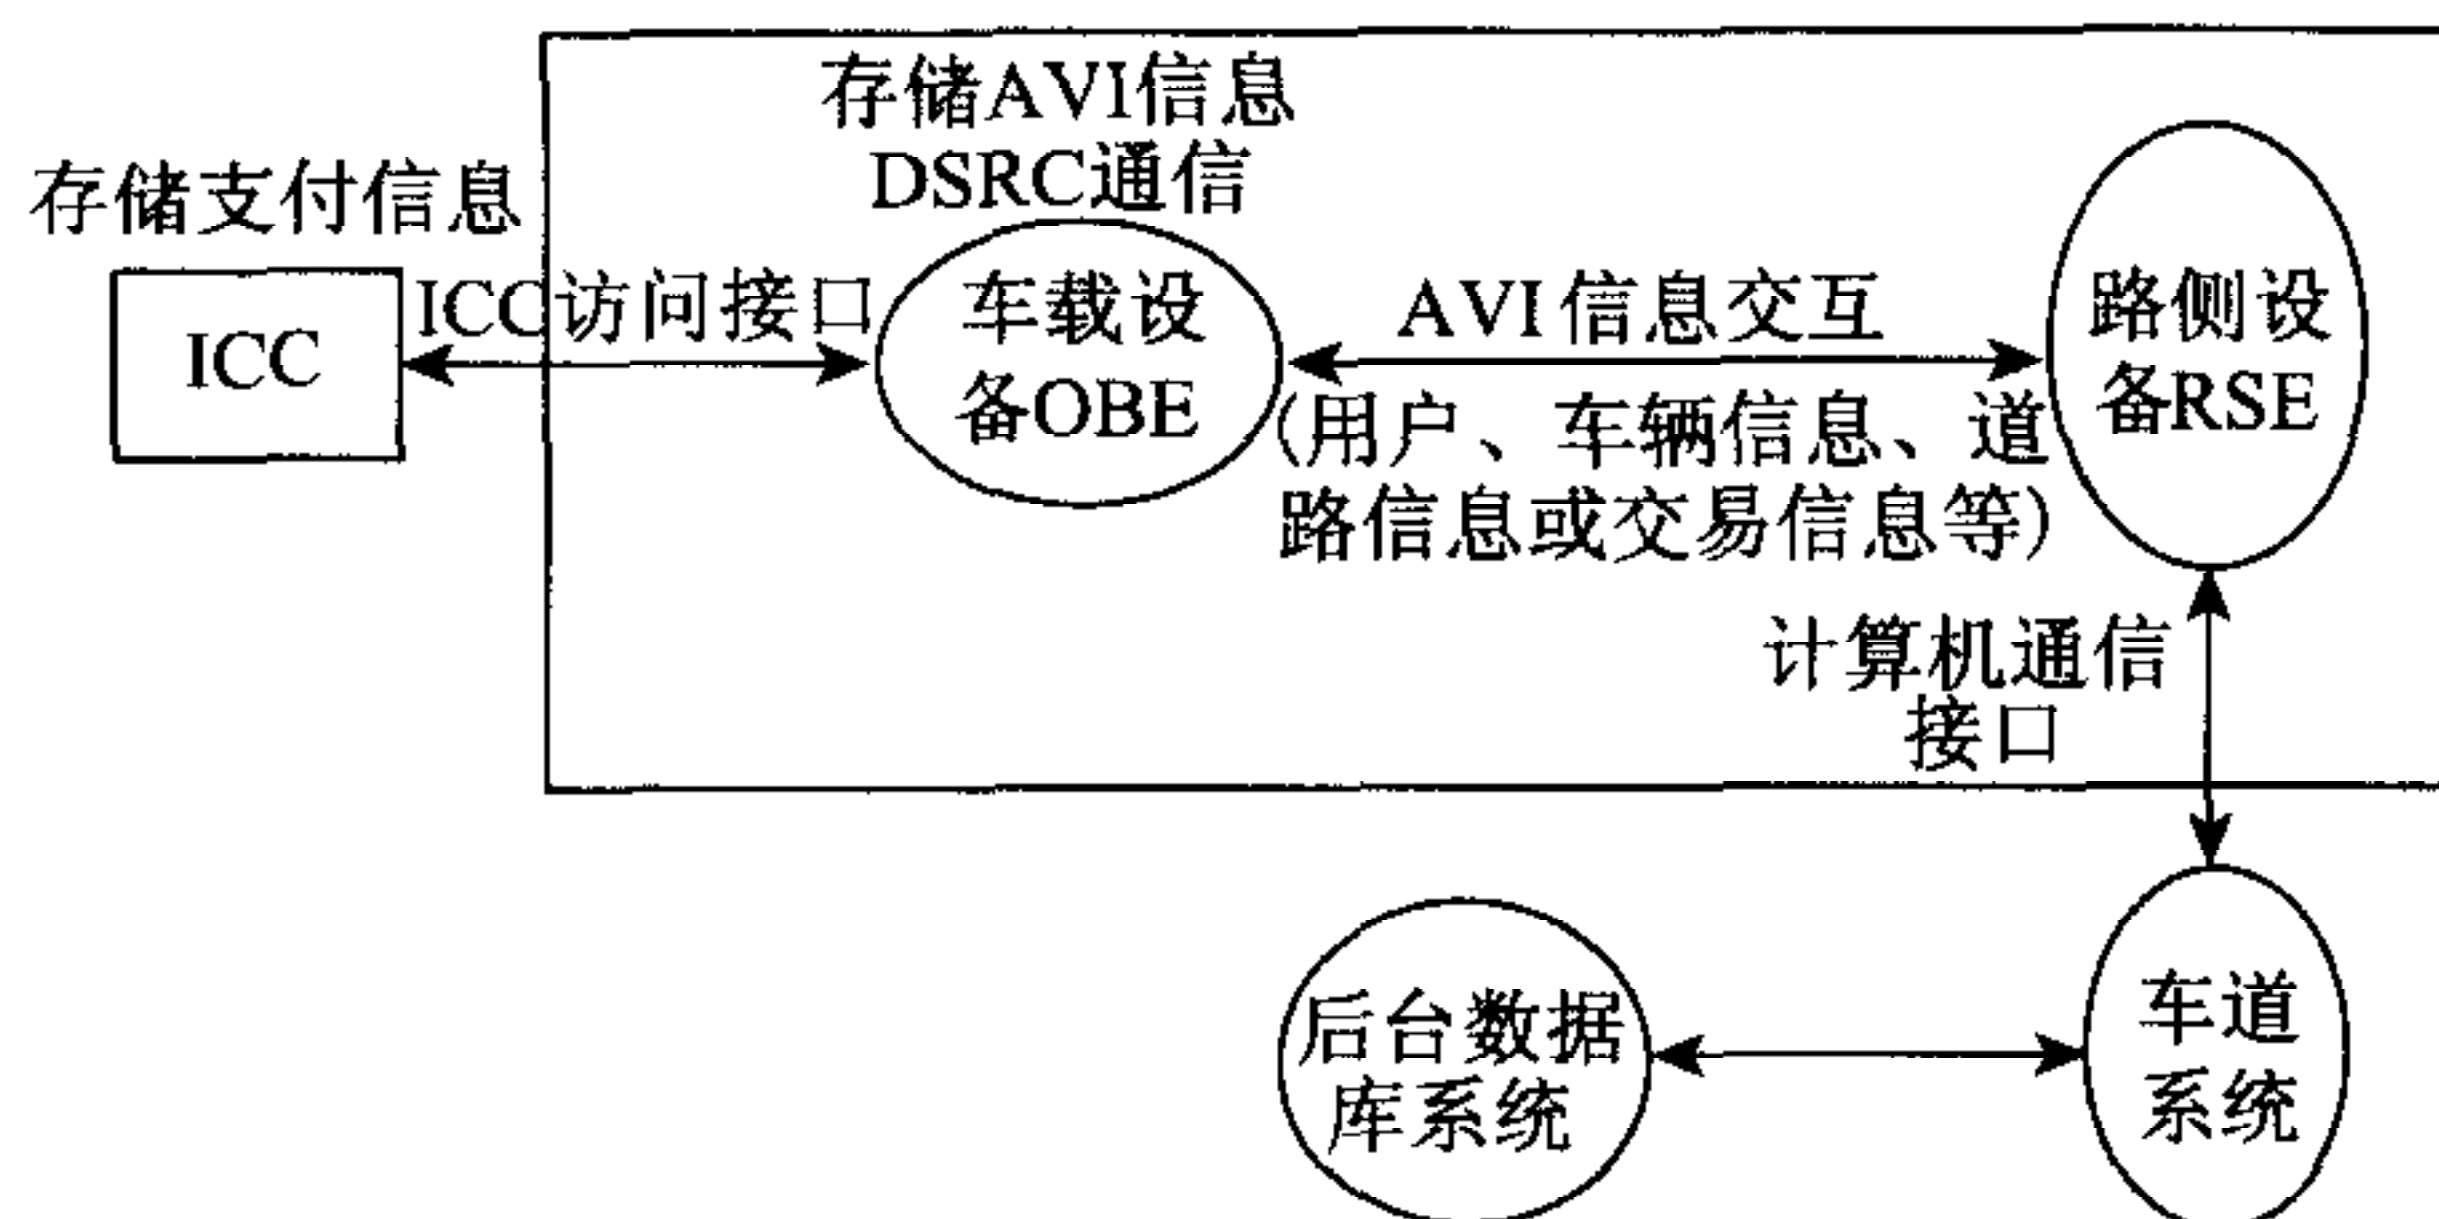 存储AVI信息
DSRC通信
存储支付信息
ICC
ICC访问接口
车载设
备OBE
AVI 信息交互
(用户、车辆信息、道
路信息或交易信息等)
路侧设
备RSE
计算机通信
接口
后台数据
库系统
车道
系统